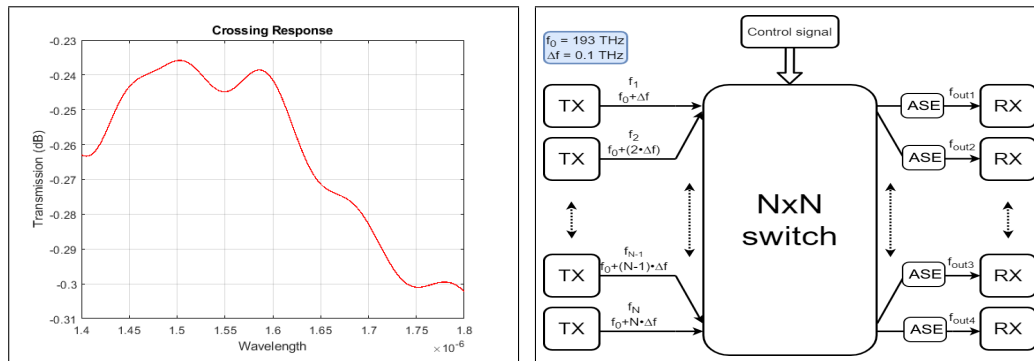 Crossing Response
-0.23
-0.24
-0.25
-0.26
-0.27
-0.28
-0.29
-0.3
-0.31
Transmission (dB)
1.4 1.45 1.5 1.55 1.6 1.65 1.7 1.75 1.8
Wavelength ×10⁻⁶
f₀ = 193 THz
Δf = 0.1 THz
Control signal
TX f₁ f₀+Δf
ASE f_out1 RX
TX f₂ f₀+(2•Δf)
ASE f_out2 RX
NxN
switch
TX f_N-1 f₀+(N-1)•Δf
ASE f_out3 RX
TX f_N f₀+N•Δf
ASE f_out4 RX